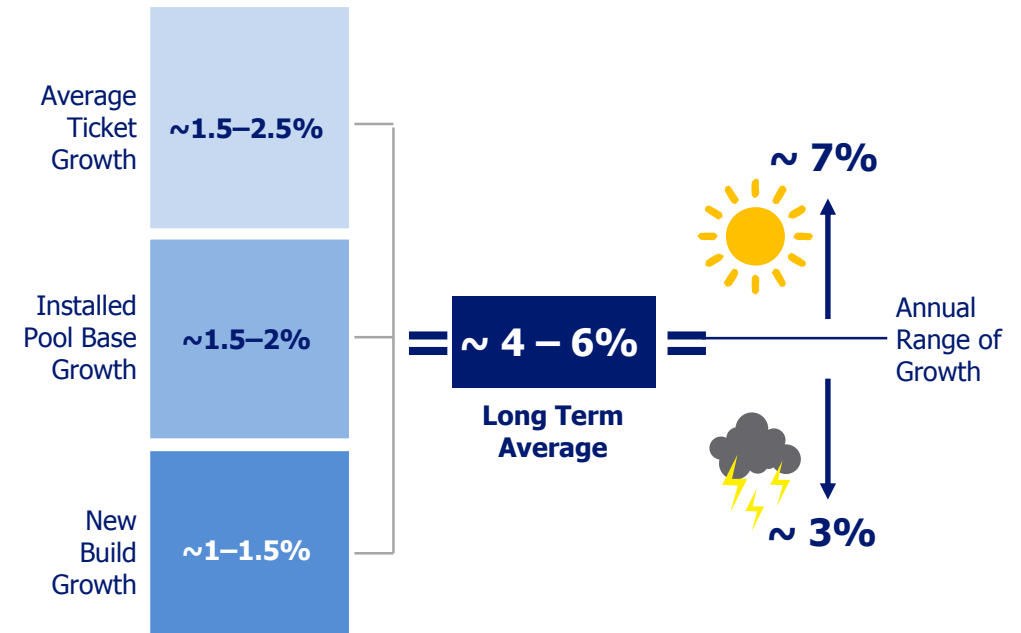 Average
Ticket
Growth
~1.5–2.5%
Installed
Pool Base
Growth
~1.5–2%
New
Build
Growth
~1–1.5%
= ~ 4 – 6% =
Long Term
Average
~ 7%
Annual
Range of
Growth
~ 3%